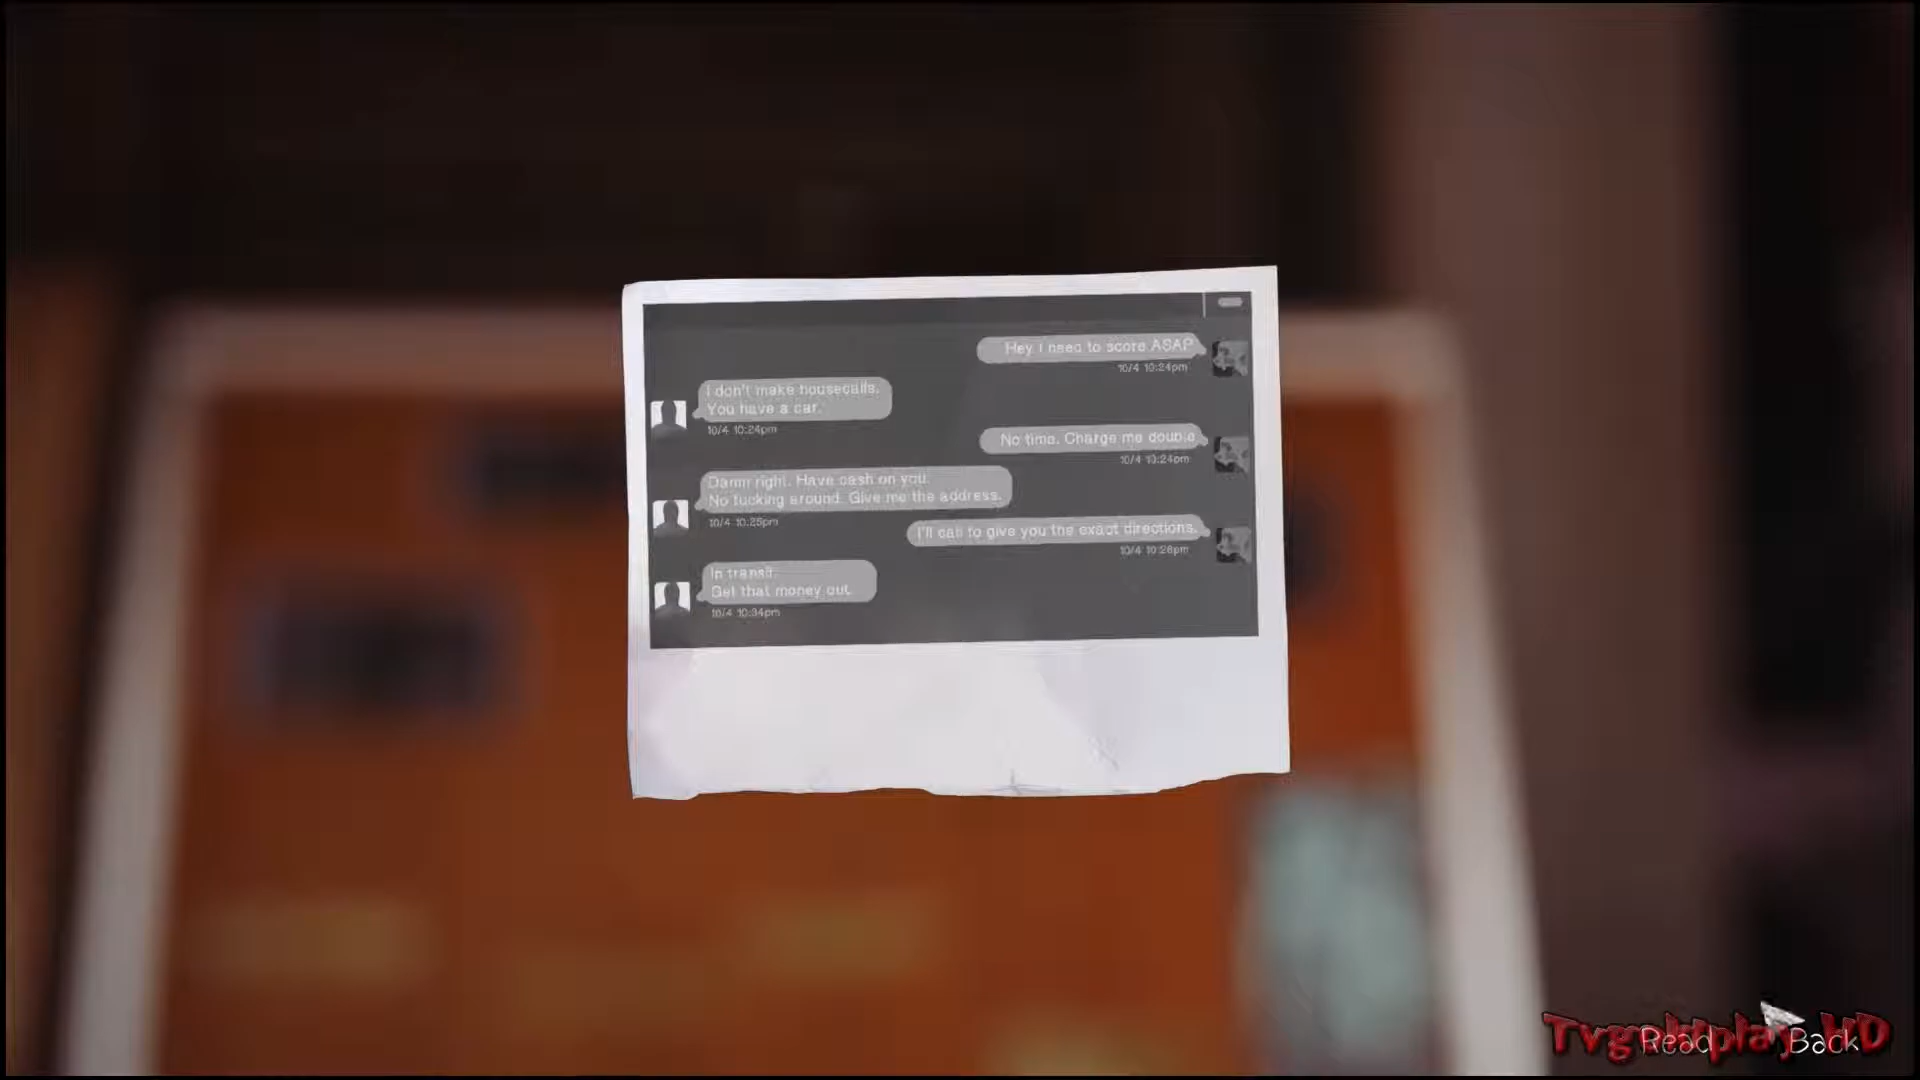 Hey I need to score ASAP
10/4 10:24pm
I don't make housecalls.
You have a car.
10/4 10:24pm
No time. Charge me double
10/4 10:24pm
Damn right. Have cash on you.
No fucking around. Give me the address.
10/4 10:25pm
I'll call to give you the exact directions.
10/4 10:26pm
In transit.
Get that money out.
10/4 10:34pm
Read
Back
HD